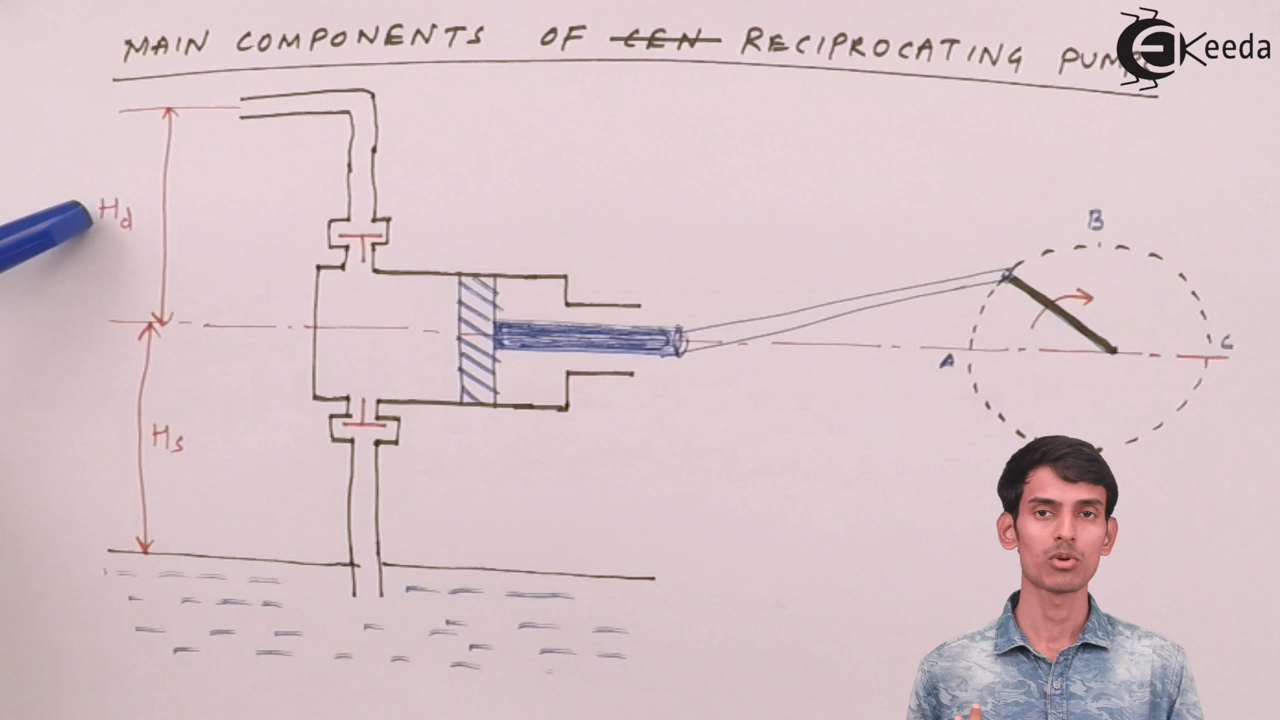 MAIN COMPONENTS OF CEN RECIPROCATING PUMP
Keeda
Hd
B
A
C
Hs